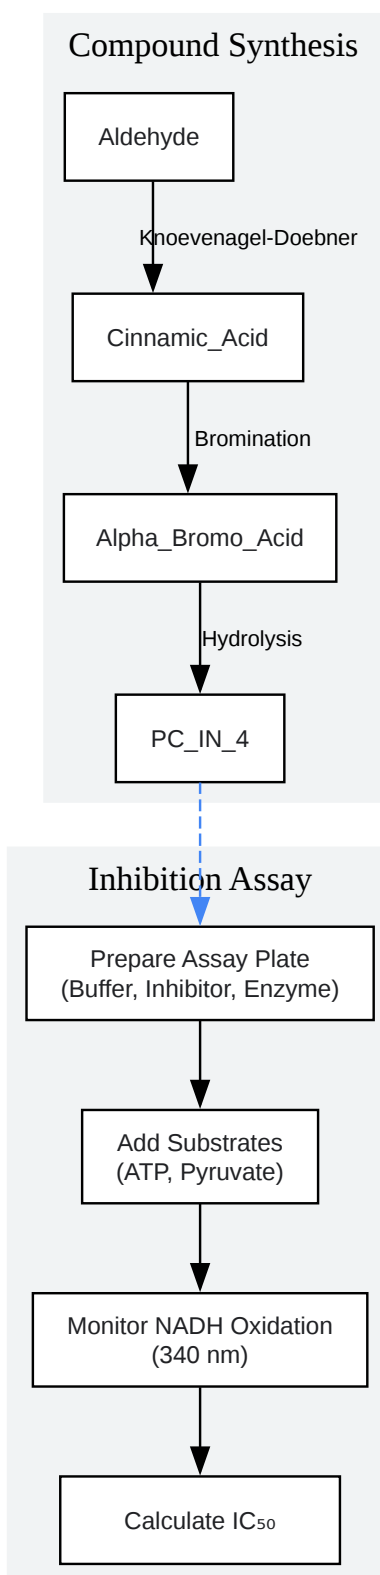 Compound Synthesis
Aldehyde
Knoevenagel-Doebner
Cinnamic_Acid
Bromination
Alpha_Bromo_Acid
Hydrolysis
PC_IN_4
Inhibition Assay
Prepare Assay Plate
(Buffer, Inhibitor, Enzyme)
Add Substrates
(ATP, Pyruvate)
Monitor NADH Oxidation
(340 nm)
Calculate IC₅₀